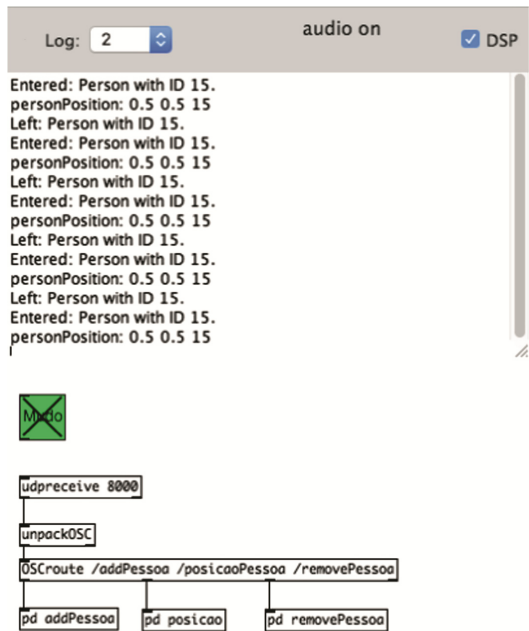 audio on
Log: 2 DSP
Entered: Person with ID 15.
personPosition: 0.5 0.5 15
Left: Person with ID 15.
Entered: Person with ID 15.
personPosition: 0.5 0.5 15
Left: Person with ID 15.
Entered: Person with ID 15.
personPosition: 0.5 0.5 15
Left: Person with ID 15.
Entered: Person with ID 15.
personPosition: 0.5 0.5 15
Left: Person with ID 15.
Entered: Person with ID 15.
personPosition: 0.5 0.5 15
Mudo
udpreceive 8000
unpackOSC
OSCroute /addPessoa /posicaoPessoa /removePessoa
pd addPessoa pd posicao pd removePessoa